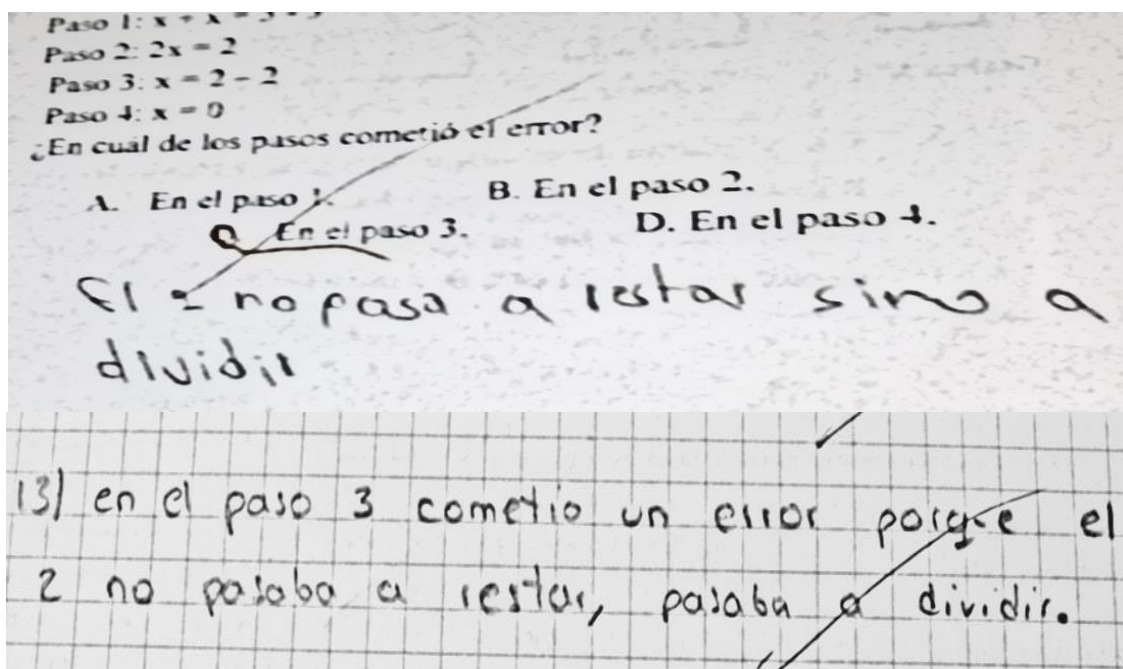 Paso 1: x + x =
Paso 2: 2x = 2
Paso 3: x = 2 - 2
Paso 4: x = 0
¿En cuál de los pasos cometió el error?
A. En el paso 1. B. En el paso 2.
En el paso 3. D. En el paso 4.
El 2 no pasa a restar sino a
dividir
13) en el paso 3 cometio un error porque el
2 no pasaba a restar, pasaba a dividir.